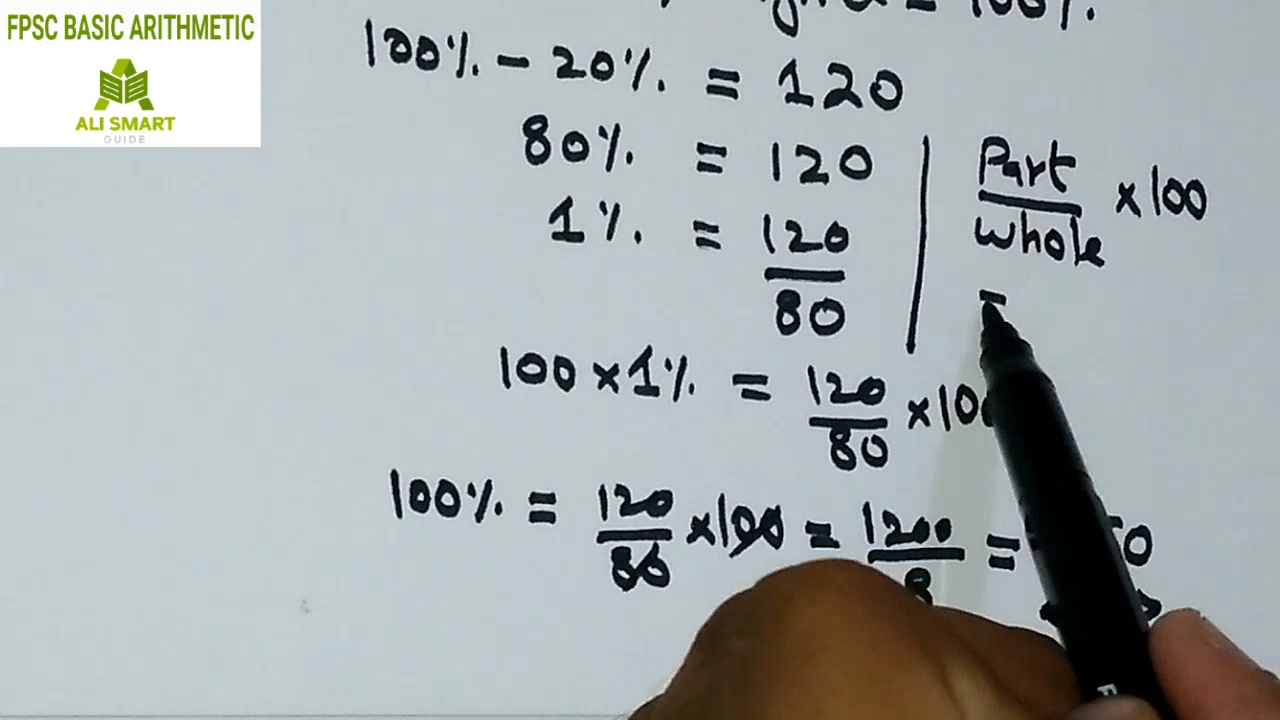 FPSC BASIC ARITHMETIC
ALI SMART
GUIDE
= 100%.
100% - 20% = 120
80% = 120
1% = 120/80
Part/whole × 100
=
100 × 1% = 120/80 × 10
100% = 120/80 × 100 = 1200/8 =